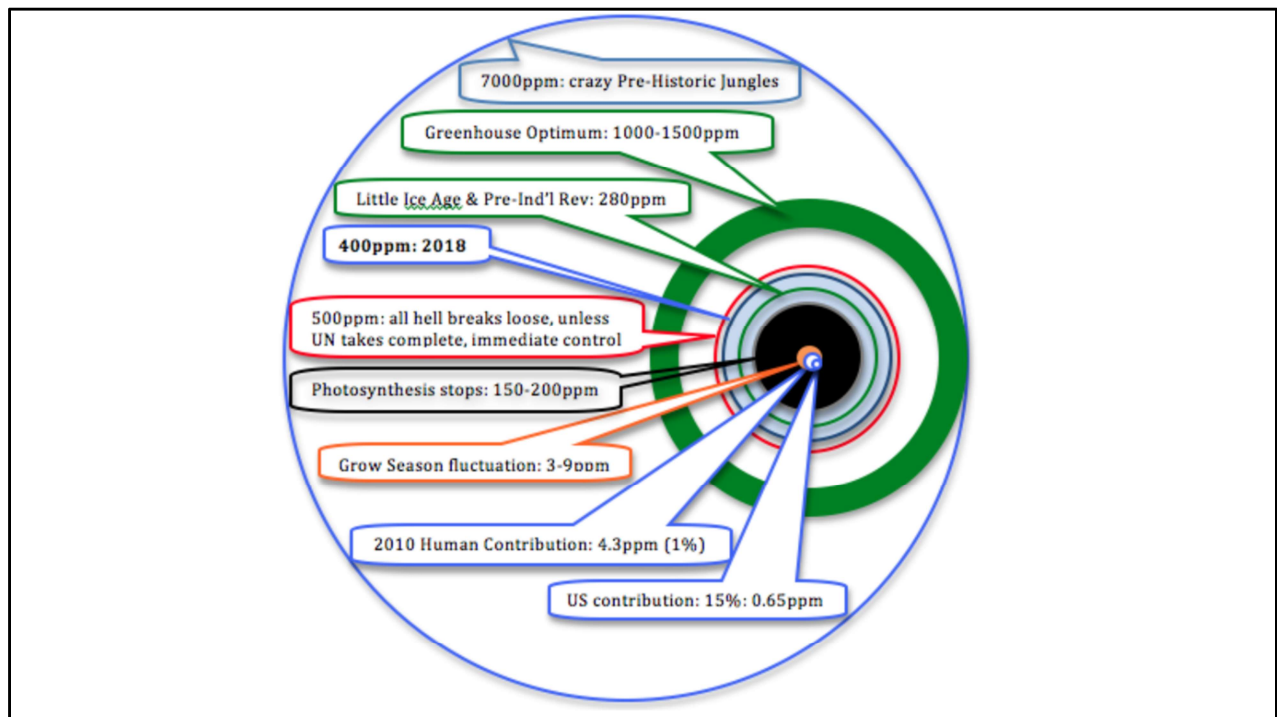 7000ppm: crazy Pre-Historic Jungles
Greenhouse Optimum: 1000-1500ppm
Little Ice Age & Pre-Ind'l Rev: 280ppm
400ppm: 2018
500ppm: all hell breaks loose, unless
UN takes complete, immediate control
Photosynthesis stops: 150-200ppm
Grow Season fluctuation: 3-9ppm
2010 Human Contribution: 4.3ppm (1%)
US contribution: 15%: 0.65ppm